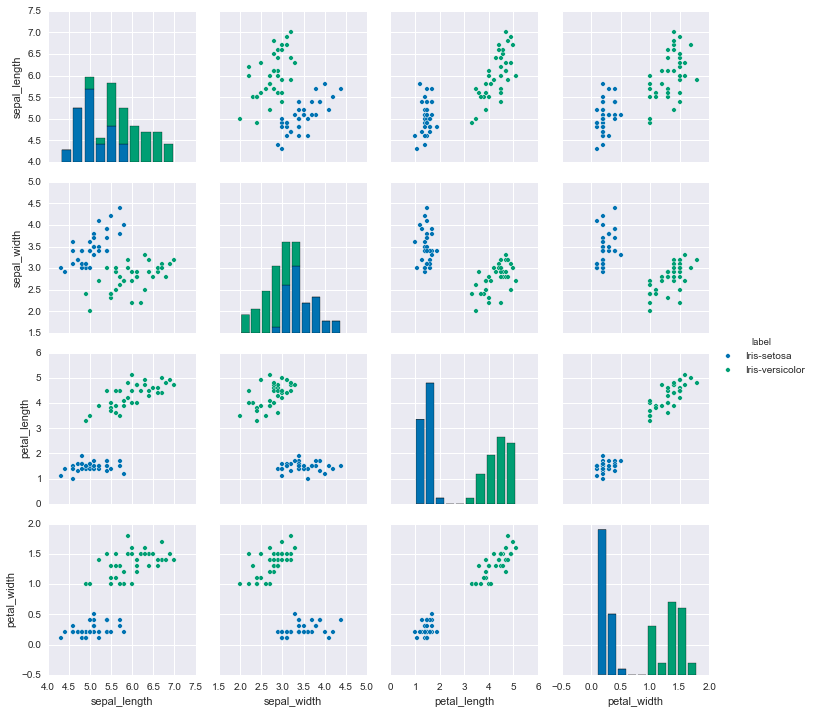 7.5
7.0
6.5
6.0
5.5
5.0
4.5
4.0
sepal_length
5.0
4.5
4.0
3.5
3.0
2.5
2.0
1.5
sepal_width
label
Iris-setosa
Iris-versicolor
6
5
4
3
2
1
0
petal_length
2.0
1.5
1.0
0.5
0.0
−0.5
petal_width
4.0 4.5 5.0 5.5 6.0 6.5 7.0 7.5
sepal_length
1.5 2.0 2.5 3.0 3.5 4.0 4.5 5.0
sepal_width
0 1 2 3 4 5 6
petal_length
−0.5 0.0 0.5 1.0 1.5 2.0
petal_width